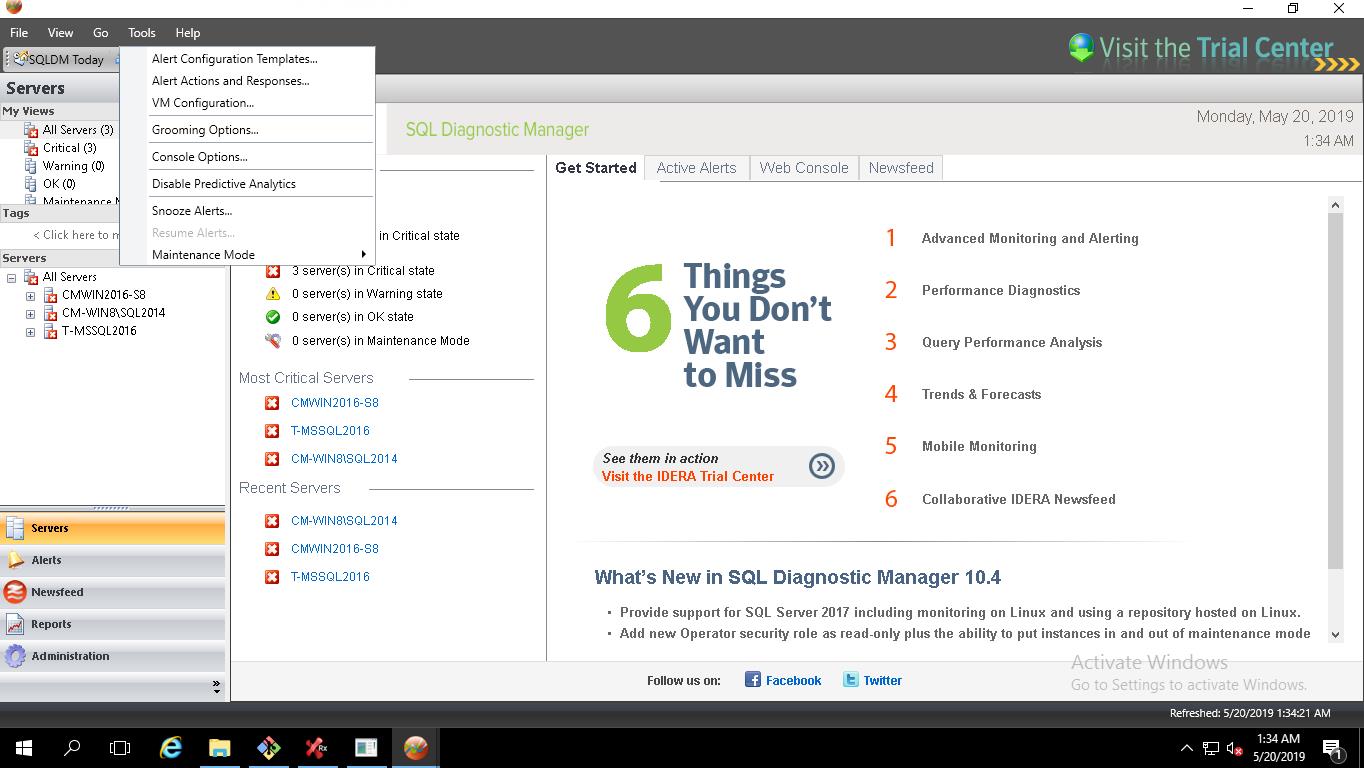 File View Go Tools Help
Visit the Trial Center
SQLDM Today
Alert Configuration Templates...
Alert Actions and Responses...
VM Configuration...
Grooming Options...
Console Options...
Disable Predictive Analytics
Snooze Alerts...
Resume Alerts...
Maintenance Mode
Servers
My Views
All Servers (3)
Critical (3)
Warning (0)
OK (0)
Maintenance
Tags
< Click here to
Servers
All Servers
CMWIN2016-S8
CM-WIN8\SQL2014
T-MSSQL2016
Servers
Alerts
Newsfeed
Reports
Administration
SQL Diagnostic Manager
Monday, May 20, 2019
1:34 AM
in Critical state
3 server(s) in Critical state
0 server(s) in Warning state
0 server(s) in OK state
0 server(s) in Maintenance Mode
Most Critical Servers
CMWIN2016-S8
T-MSSQL2016
CM-WIN8\SQL2014
Recent Servers
CM-WIN8\SQL2014
CMWIN2016-S8
T-MSSQL2016
Get Started Active Alerts Web Console Newsfeed
6 Things
You Don't
Want
to Miss
See them in action
Visit the IDERA Trial Center
1 Advanced Monitoring and Alerting
2 Performance Diagnostics
3 Query Performance Analysis
4 Trends & Forecasts
5 Mobile Monitoring
6 Collaborative IDERA Newsfeed
What's New in SQL Diagnostic Manager 10.4
• Provide support for SQL Server 2017 including monitoring on Linux and using a repository hosted on Linux.
• Add new Operator security role as read-only plus the ability to put instances in and out of maintenance mode
Activate Windows
Go to Settings to activate Windows.
Follow us on: Facebook Twitter
Refreshed: 5/20/2019 1:34:21 AM
Rx
1:34 AM
5/20/2019
1